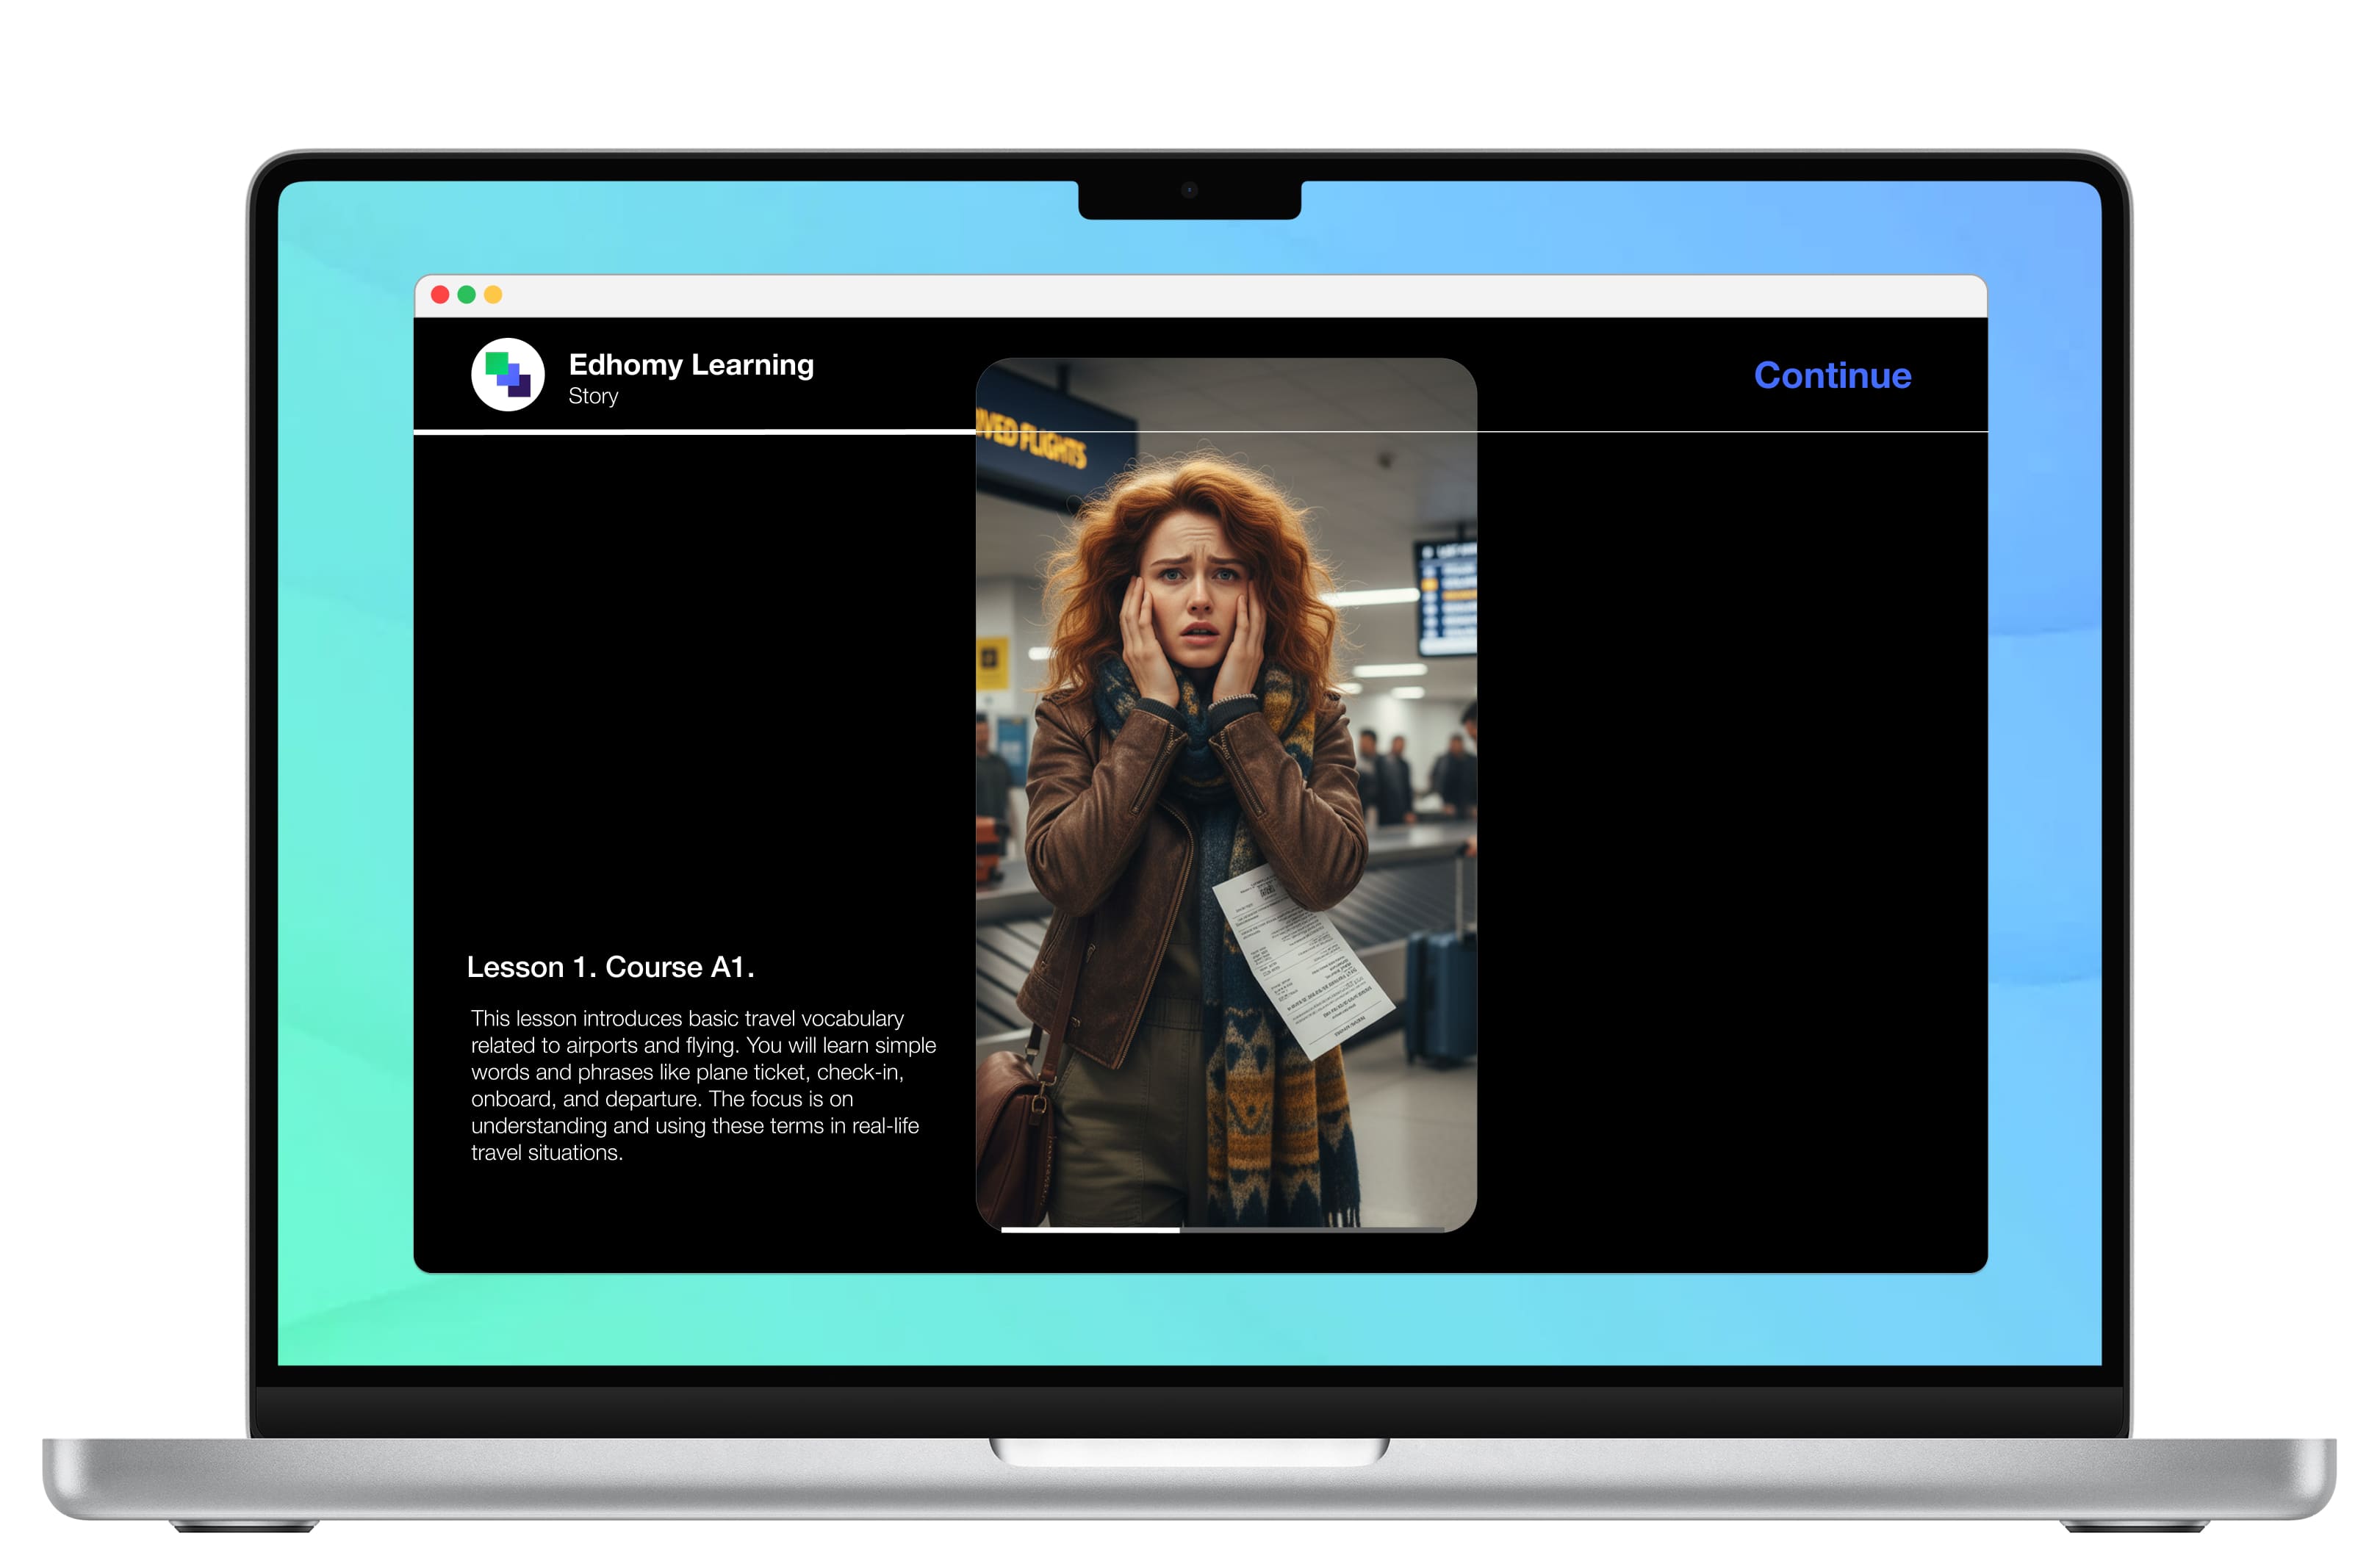 Edhomy Learning
Story
Continue
IVED FLIGHTS
Lesson 1. Course A1.
This lesson introduces basic travel vocabulary
related to airports and flying. You will learn simple
words and phrases like plane ticket, check-in,
onboard, and departure. The focus is on
understanding and using these terms in real-life
travel situations.